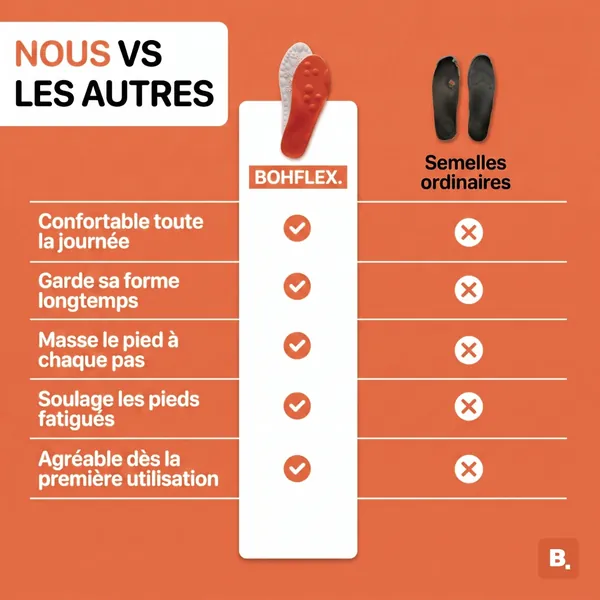 NOUS VS
LES AUTRES
BOHFLEX.
Semelles
ordinaires
Confortable toute
la journée
Garde sa forme
longtemps
Masse le pied à
chaque pas
Soulage les pieds
fatigués
Agréable dès la
première utilisation
B.